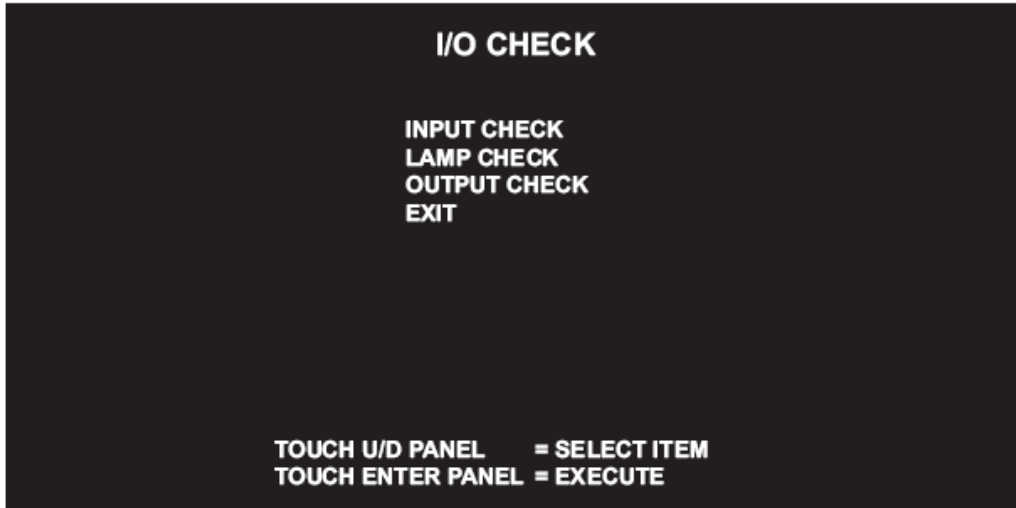 I/O CHECK
INPUT CHECK
LAMP CHECK
OUTPUT CHECK
EXIT
TOUCH U/D PANEL = SELECT ITEM
TOUCH ENTER PANEL = EXECUTE